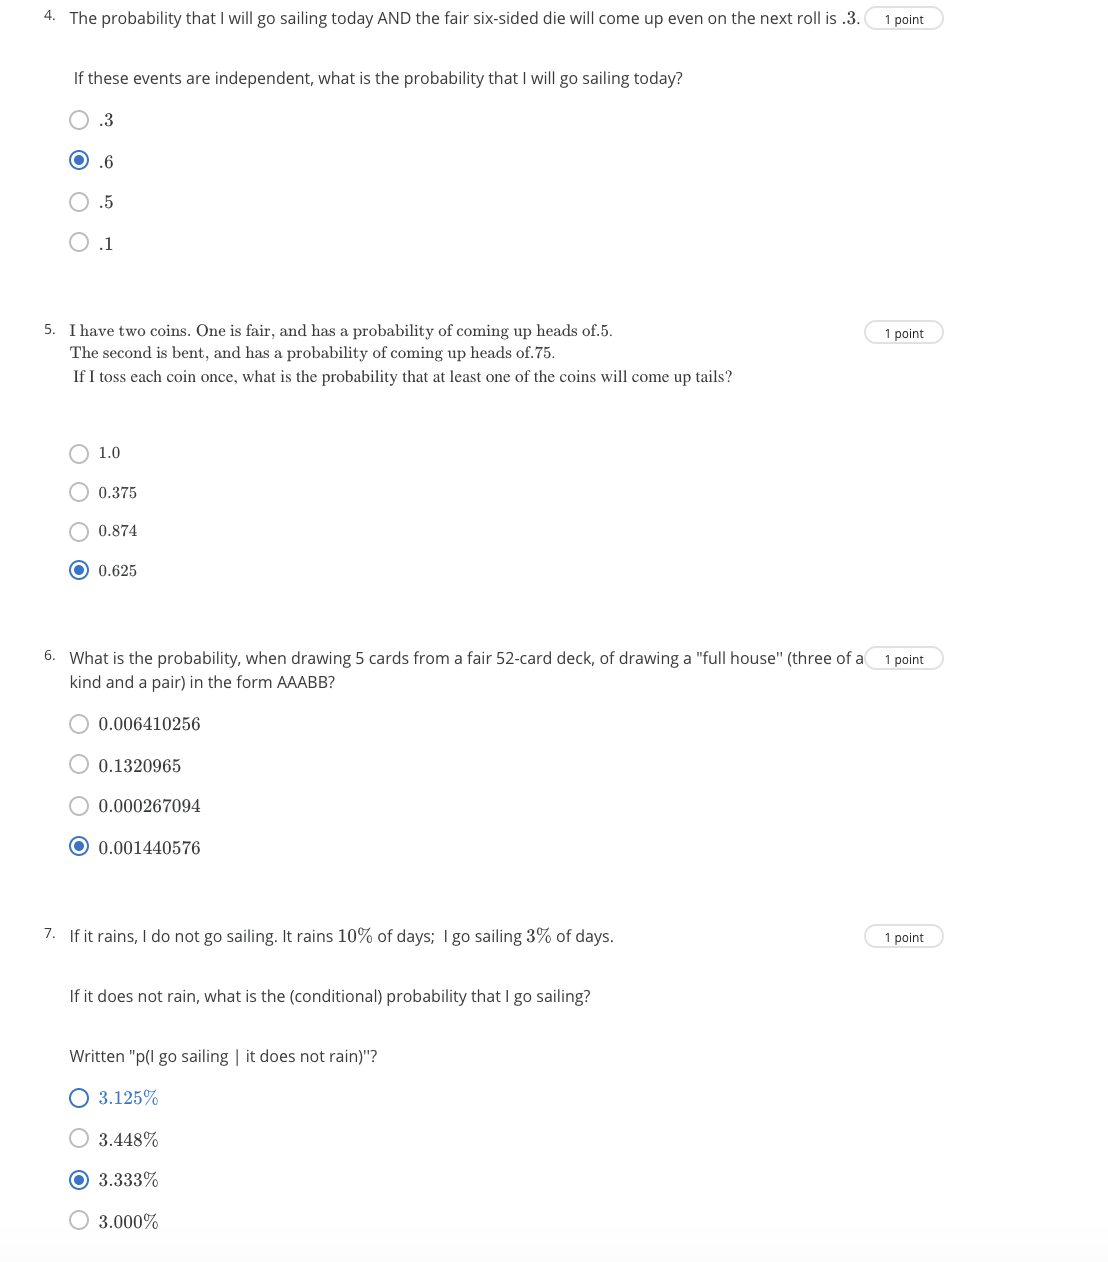 4. The probability that I will go sailing today AND the fair six-sided die will come up even on the next roll is .3. 1 point
If these events are independent, what is the probability that I will go sailing today?
.3
.6
.5
.1
5. I have two coins. One is fair, and has a probability of coming up heads of.5. 1 point
The second is bent, and has a probability of coming up heads of.75.
If I toss each coin once, what is the probability that at least one of the coins will come up tails?
1.0
0.375
0.874
0.625
6. What is the probability, when drawing 5 cards from a fair 52-card deck, of drawing a "full house" (three of a 1 point
kind and a pair) in the form AAABB?
0.006410256
0.1320965
0.000267094
0.001440576
7. If it rains, I do not go sailing. It rains 10% of days; I go sailing 3% of days. 1 point
If it does not rain, what is the (conditional) probability that I go sailing?
Written "p(I go sailing | it does not rain)"?
3.125%
3.448%
3.333%
3.000%